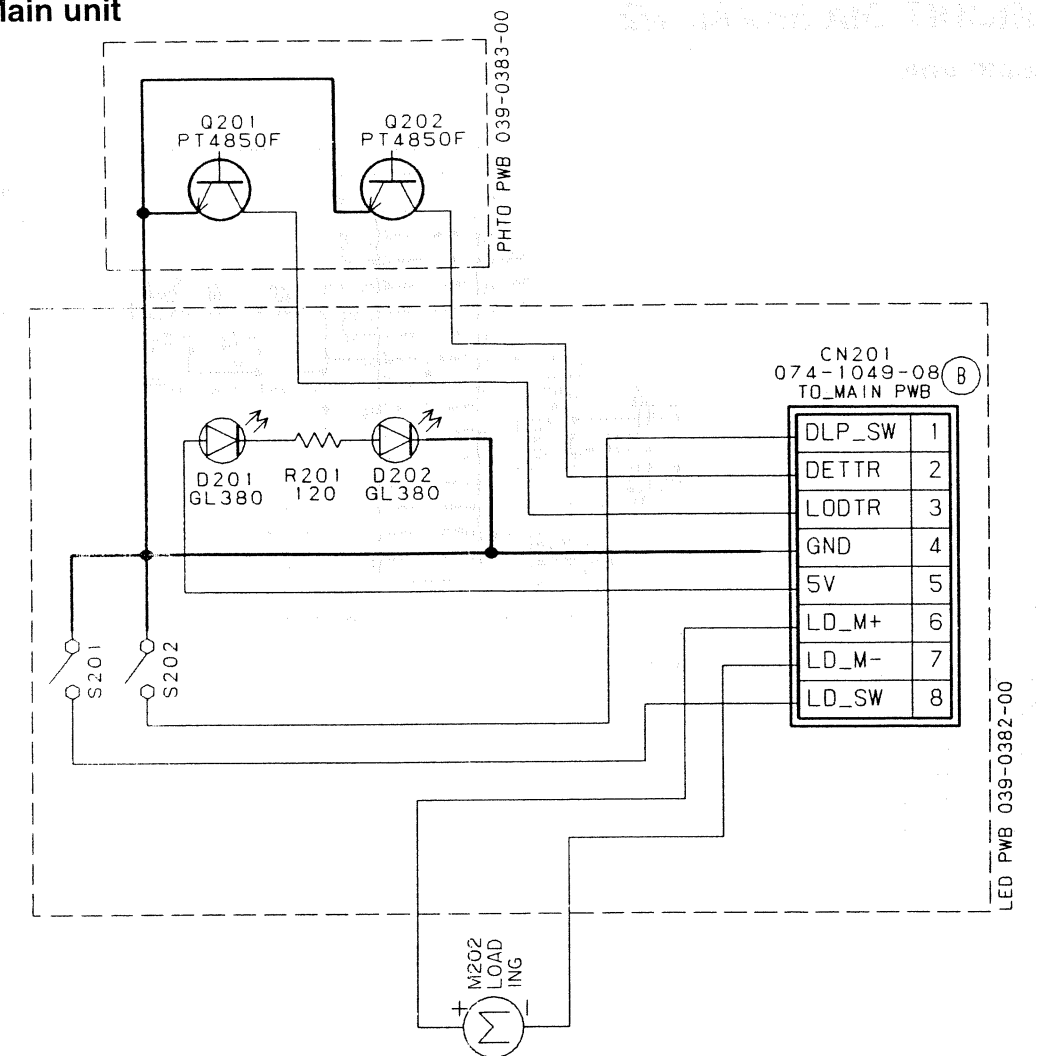 Main unit
PHTO PWB 039-0383-00
Q201
PT4850F
Q202
PT4850F
CN201
074-1049-08
B
TO_MAIN PWB
DLP_SW 1
DETTR 2
LODTR 3
GND 4
5V 5
LD_M+ 6
LD_M- 7
LD_SW 8
D201
GL380
R201
120
D202
GL380
S201
S202
LED PWB 039-0382-00
M202
LOAD
ING
+
-
M